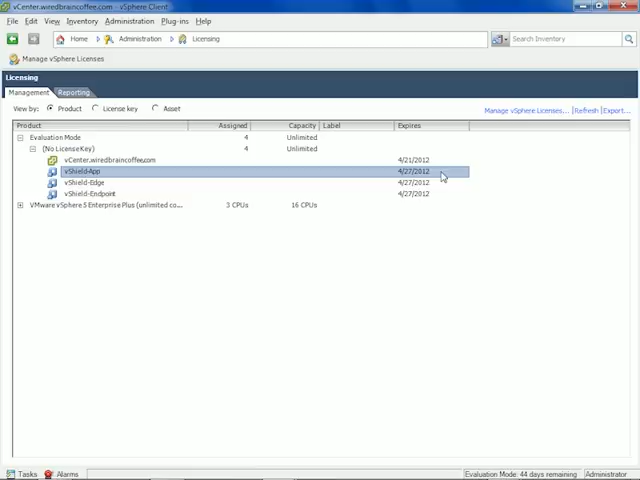 vCenter.wiredbraincoffee.com - vSphere Client
File Edit View Inventory Administration Plug-ins Help
Home Administration Licensing Search Inventory
Manage vSphere Licenses
Licensing
Management Reporting
View by: Product License key Asset Manage vSphere Licenses... Refresh Export...
Product Assigned Capacity Label Expires
Evaluation Mode 4 Unlimited
(No License Key) 4 Unlimited
vCenter.wiredbraincoffee.com 4/21/2012
vShield-App 4/27/2012
vShield-Edge 4/27/2012
vShield-Endpoint 4/27/2012
VMware vSphere 5 Enterprise Plus (unlimited co... 3 CPUs 16 CPUs
Tasks Alarms Evaluation Mode: 44 days remaining Administrator